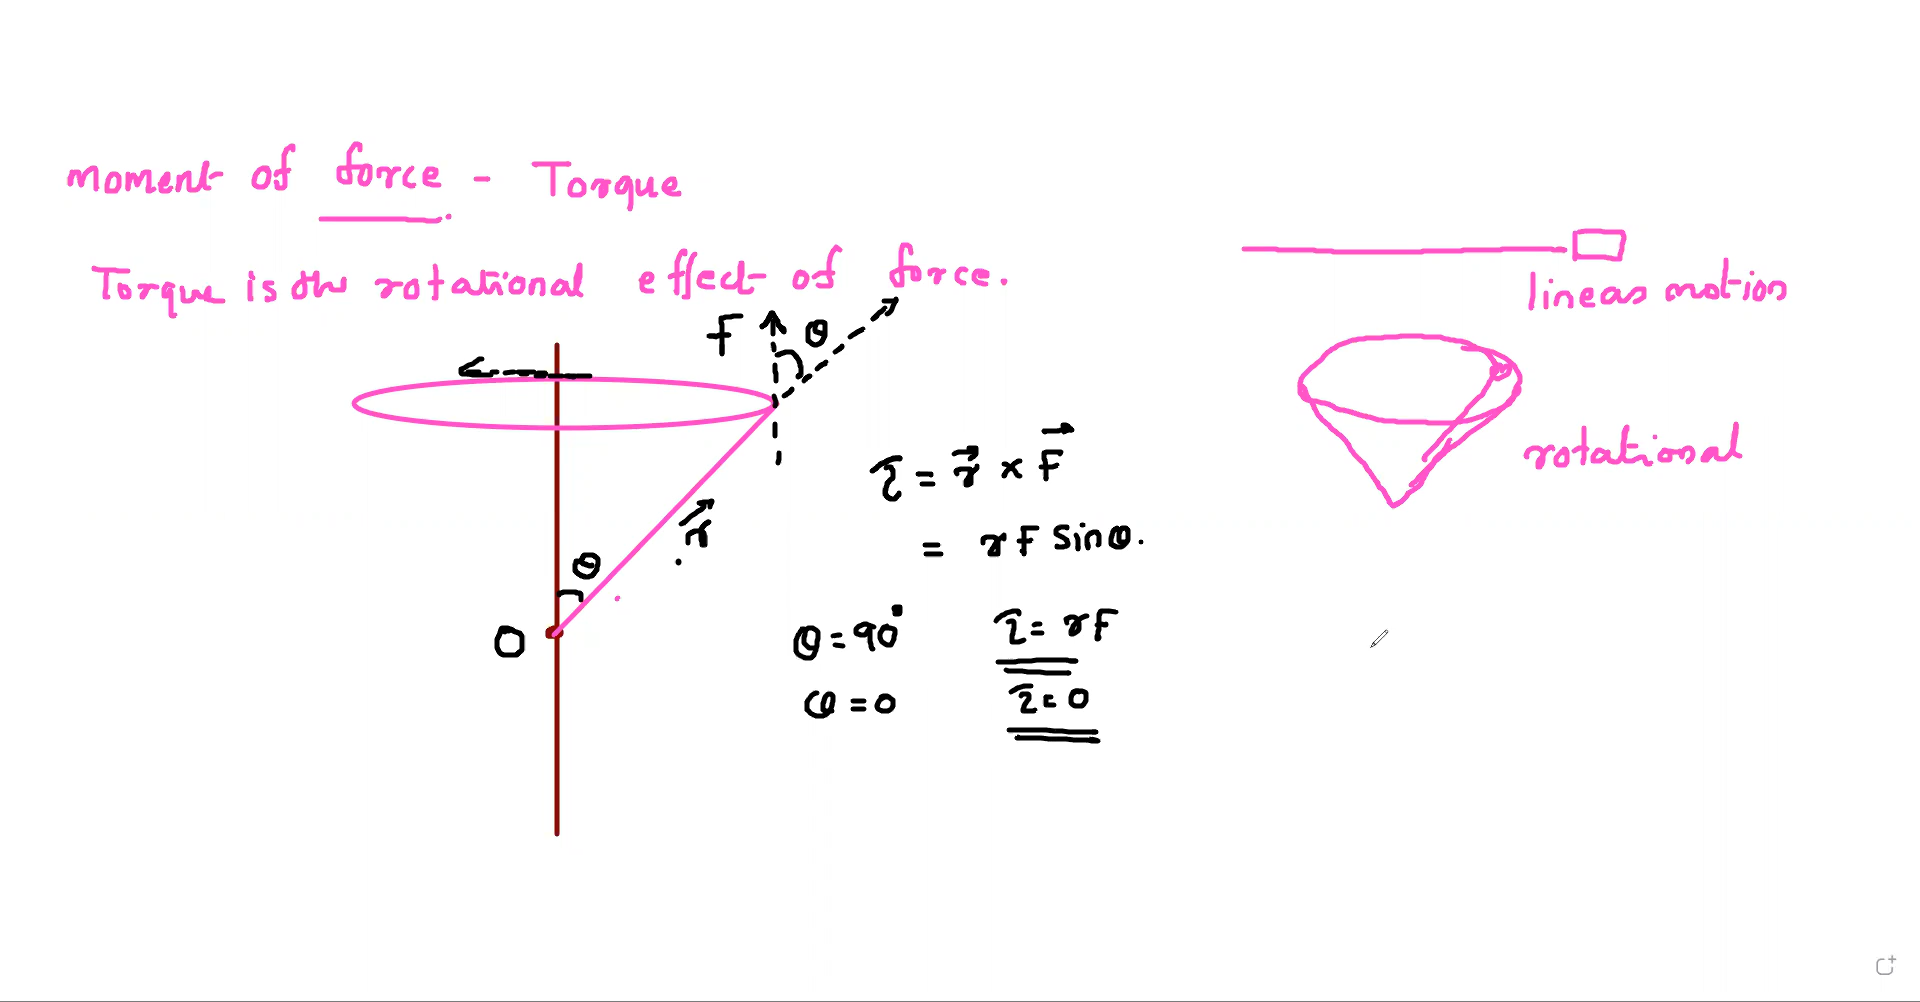 moment of force - Torque
Torque is the rotational effect of force.
F θ
τ = r⃗ × F⃗
= r F sinθ.
r⃗
θ
O
θ = 90° τ = rF
θ = 0 τ = 0
linear motion
rotational